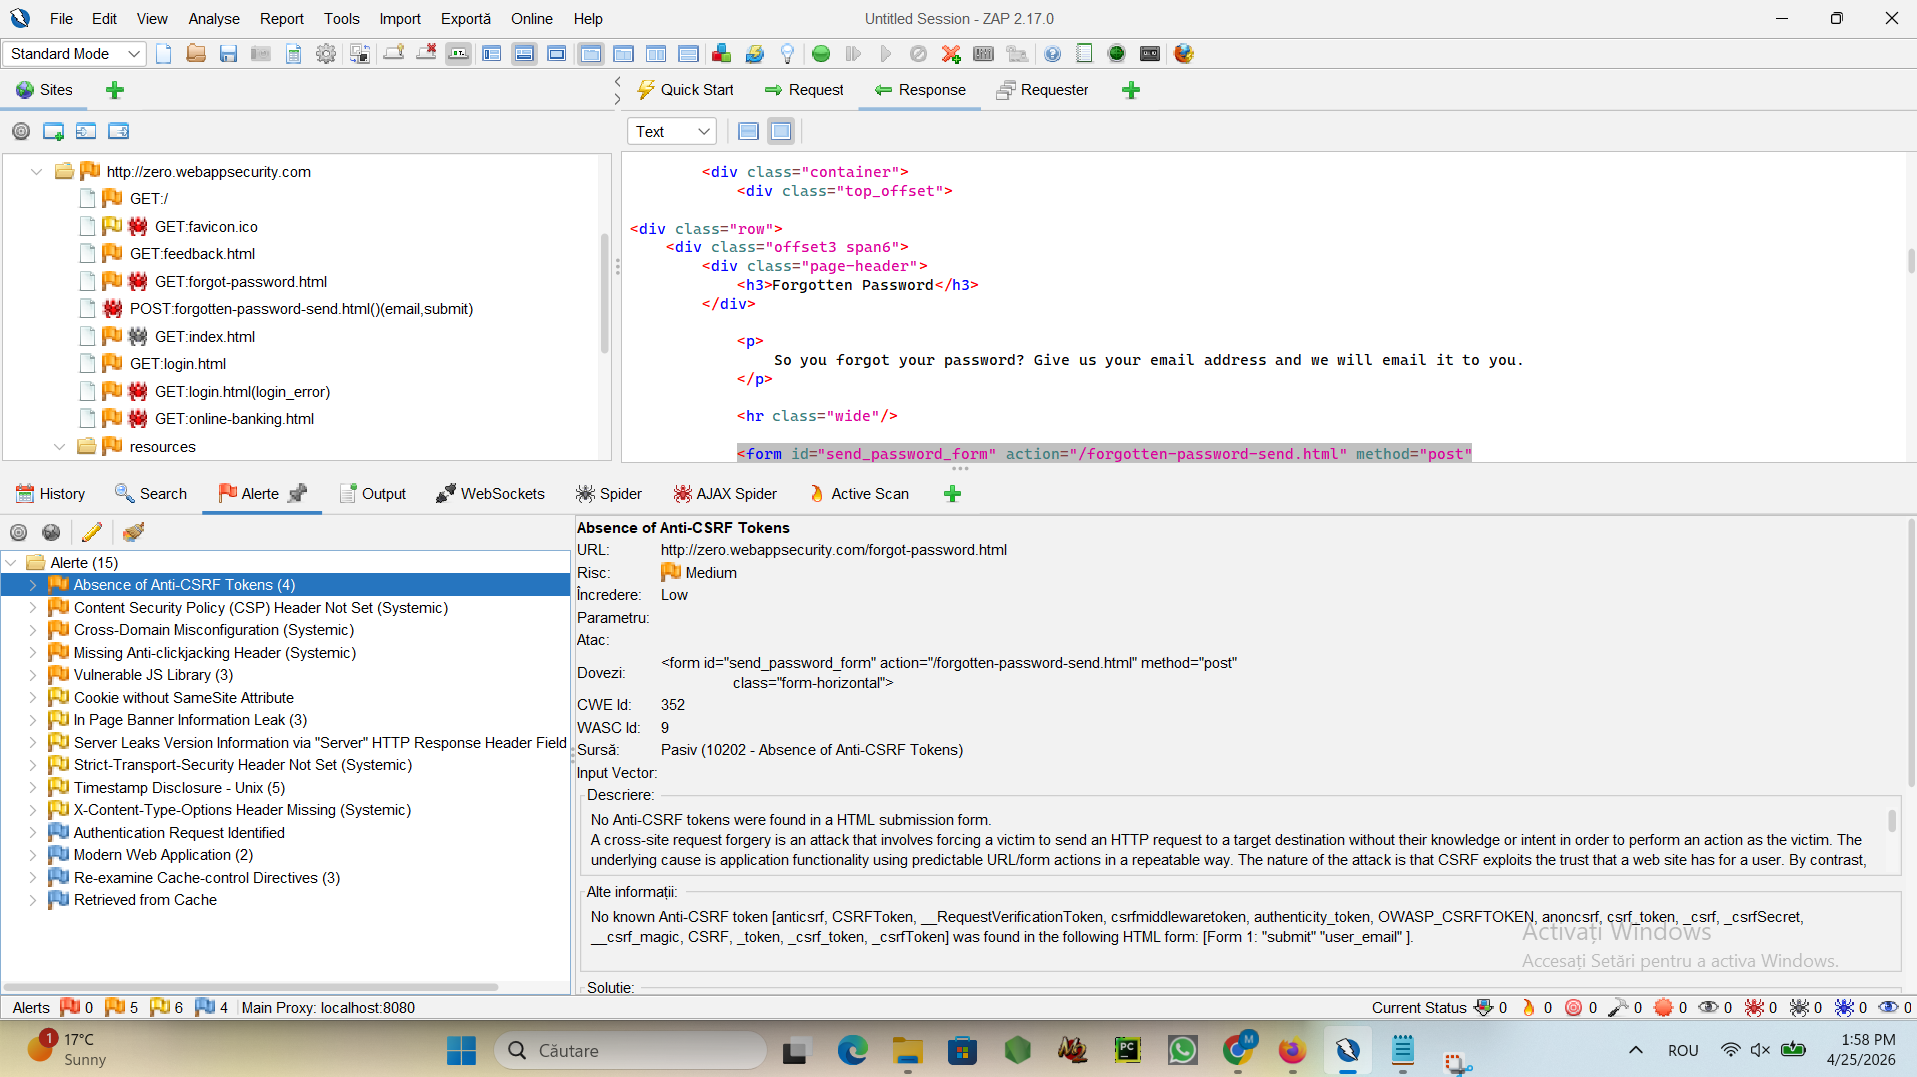 File Edit View Analyse Report Tools Import Exportă Online Help
Untitled Session - ZAP 2.17.0
Standard Mode
Sites
Quick Start Request Response Requester
Text
http://zero.webappsecurity.com
GET:/
GET:favicon.ico
GET:feedback.html
GET:forgot-password.html
POST:forgotten-password-send.html()(email,submit)
GET:index.html
GET:login.html
GET:login.html(login_error)
GET:online-banking.html
resources
<div class="container">
<div class="top_offset">
<div class="row">
<div class="offset3 span6">
<div class="page-header">
<h3>Forgotten Password</h3>
</div>
<p>
So you forgot your password? Give us your email address and we will email it to you.
</p>
<hr class="wide"/>
<form id="send_password_form" action="/forgotten-password-send.html" method="post"
History Search Alerte Output WebSockets Spider AJAX Spider Active Scan
Alerte (15)
Absence of Anti-CSRF Tokens (4)
Content Security Policy (CSP) Header Not Set (Systemic)
Cross-Domain Misconfiguration (Systemic)
Missing Anti-clickjacking Header (Systemic)
Vulnerable JS Library (3)
Cookie without SameSite Attribute
In Page Banner Information Leak (3)
Server Leaks Version Information via "Server" HTTP Response Header Field
Strict-Transport-Security Header Not Set (Systemic)
Timestamp Disclosure - Unix (5)
X-Content-Type-Options Header Missing (Systemic)
Authentication Request Identified
Modern Web Application (2)
Re-examine Cache-control Directives (3)
Retrieved from Cache
Absence of Anti-CSRF Tokens
URL: http://zero.webappsecurity.com/forgot-password.html
Risc: Medium
Încredere: Low
Parametru:
Atac:
Dovezi: <form id="send_password_form" action="/forgotten-password-send.html" method="post"
class="form-horizontal">
CWE Id: 352
WASC Id: 9
Sursă: Pasiv (10202 - Absence of Anti-CSRF Tokens)
Input Vector:
Descriere:
No Anti-CSRF tokens were found in a HTML submission form.
A cross-site request forgery is an attack that involves forcing a victim to send an HTTP request to a target destination without their knowledge or intent in order to perform an action as the victim. The
underlying cause is application functionality using predictable URL/form actions in a repeatable way. The nature of the attack is that CSRF exploits the trust that a web site has for a user. By contrast,
Alte informații:
No known Anti-CSRF token [anticsrf, CSRFToken, __RequestVerificationToken, csrfmiddlewaretoken, authenticity_token, OWASP_CSRFTOKEN, anoncsrf, csrf_token, _csrf, _csrfSecret,
__csrf_magic, CSRF, _token, _csrf_token, _csrfToken] was found in the following HTML form: [Form 1: "submit" "user_email" ].
Activați Windows
Accesați Setări pentru a activa Windows.
Soluție:
Alerts 0 5 6 4 Main Proxy: localhost:8080
Current Status 0 0 0 0 0 0 0 0 0 0
1 17°C
Sunny
Căutare
M
PC
ROU
1:58 PM
4/25/2026